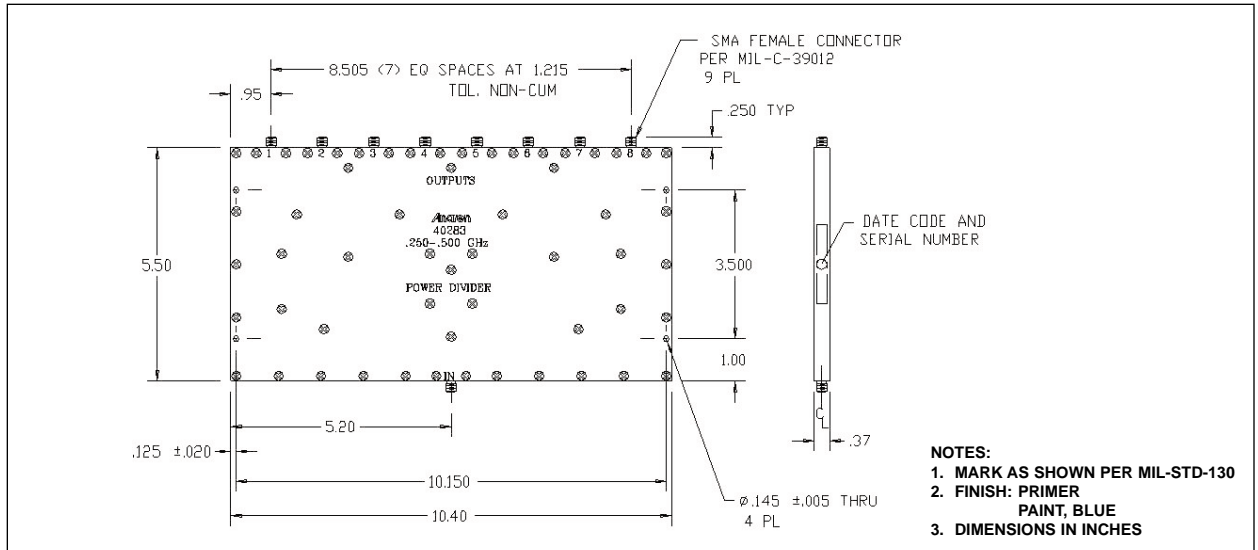 SMA FEMALE CONNECTOR
PER MIL-C-39012
9 PL
8.505 (7) EQ SPACES AT 1.215
TOL. NON-CUM
.95
.250 TYP
1 2 3 4 5 6 7 8
OUTPUTS
Anaren
40283
.250-.500 GHz
POWER DIVIDER
DATE CODE AND
SERIAL NUMBER
5.50
3.500
1.00
IN
5.20
.125 ±.020
CL
.37
10.150
10.40
Ø.145 ±.005 THRU
4 PL
NOTES:
1. MARK AS SHOWN PER MIL-STD-130
2. FINISH: PRIMER
PAINT, BLUE
3. DIMENSIONS IN INCHES